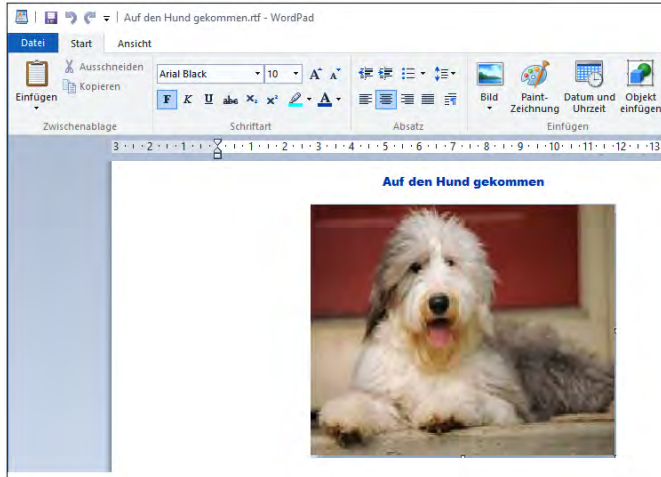 Auf den Hund gekommen.rtf - WordPad
Datei Start Ansicht
Einfügen
Ausschneiden
Kopieren
Zwischenablage
Arial Black 10 A A
F K U abc X₂ X² A
Schriftart
Absatz
Bild
Paint-
Zeichnung
Datum und
Uhrzeit
Objekt
einfügen
Einfügen
3 2 1 1 2 3 4 5 6 7 8 9 10 11 12 13
Auf den Hund gekommen